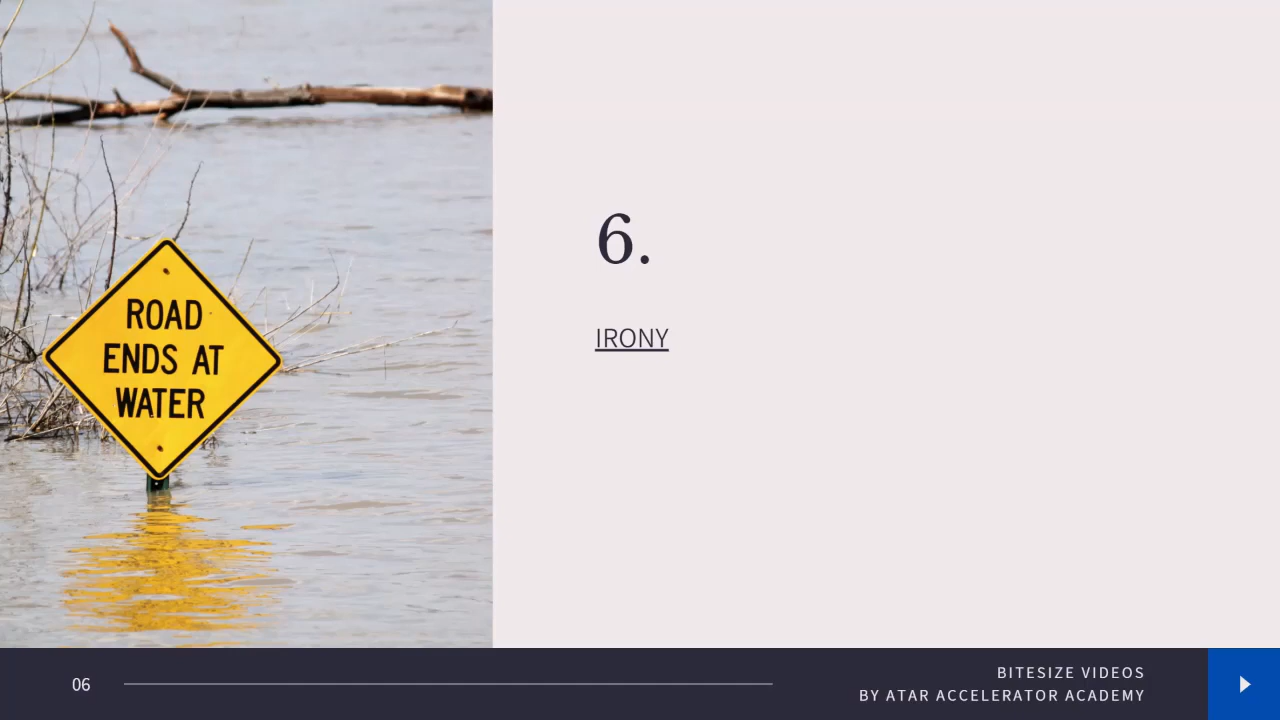 ROAD
ENDS AT
WATER
6.
IRONY
06
BITESIZE VIDEOS
BY ATAR ACCELERATOR ACADEMY